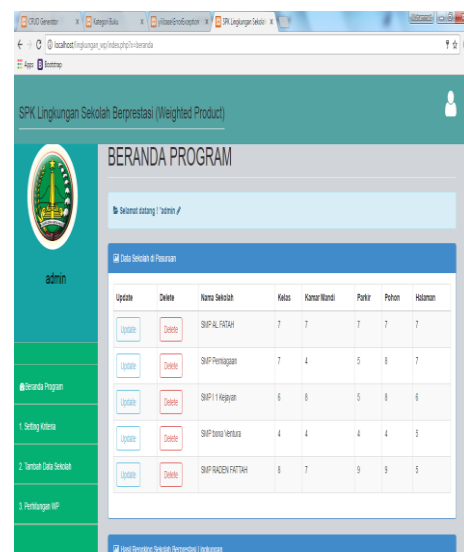 CRUD Generator
Kategori Buku
SPK Lingkungan Sekolah
localhost/lingkungan_wp/index.php?r=beranda
Apps Bootstrap
SPK Lingkungan Sekolah Berprestasi (Weighted Product)
BERANDA PROGRAM
Selamat datang ! "admin
admin
Data Sekolah di Pasuruan
Update Delete Nama Sekolah Kelas Kamar Mandi Parkir Pohon Halaman
Update Delete SMP AL FATAH 7 7 7 7 7
Update Delete SMP Perniagaan 7 4 5 8 7
Update Delete SMP 1 Kejayan 6 8 5 8 6
Update Delete SMP bona Ventura 4 4 4 4 5
Update Delete SMP RADEN FATTAH 8 7 9 9 5
Beranda Program
1. Setting Kriteria
2. Tambah Data Sekolah
3. Perhitungan WP
Hasil Rengking Sekolah Berprestasi Lingkungan